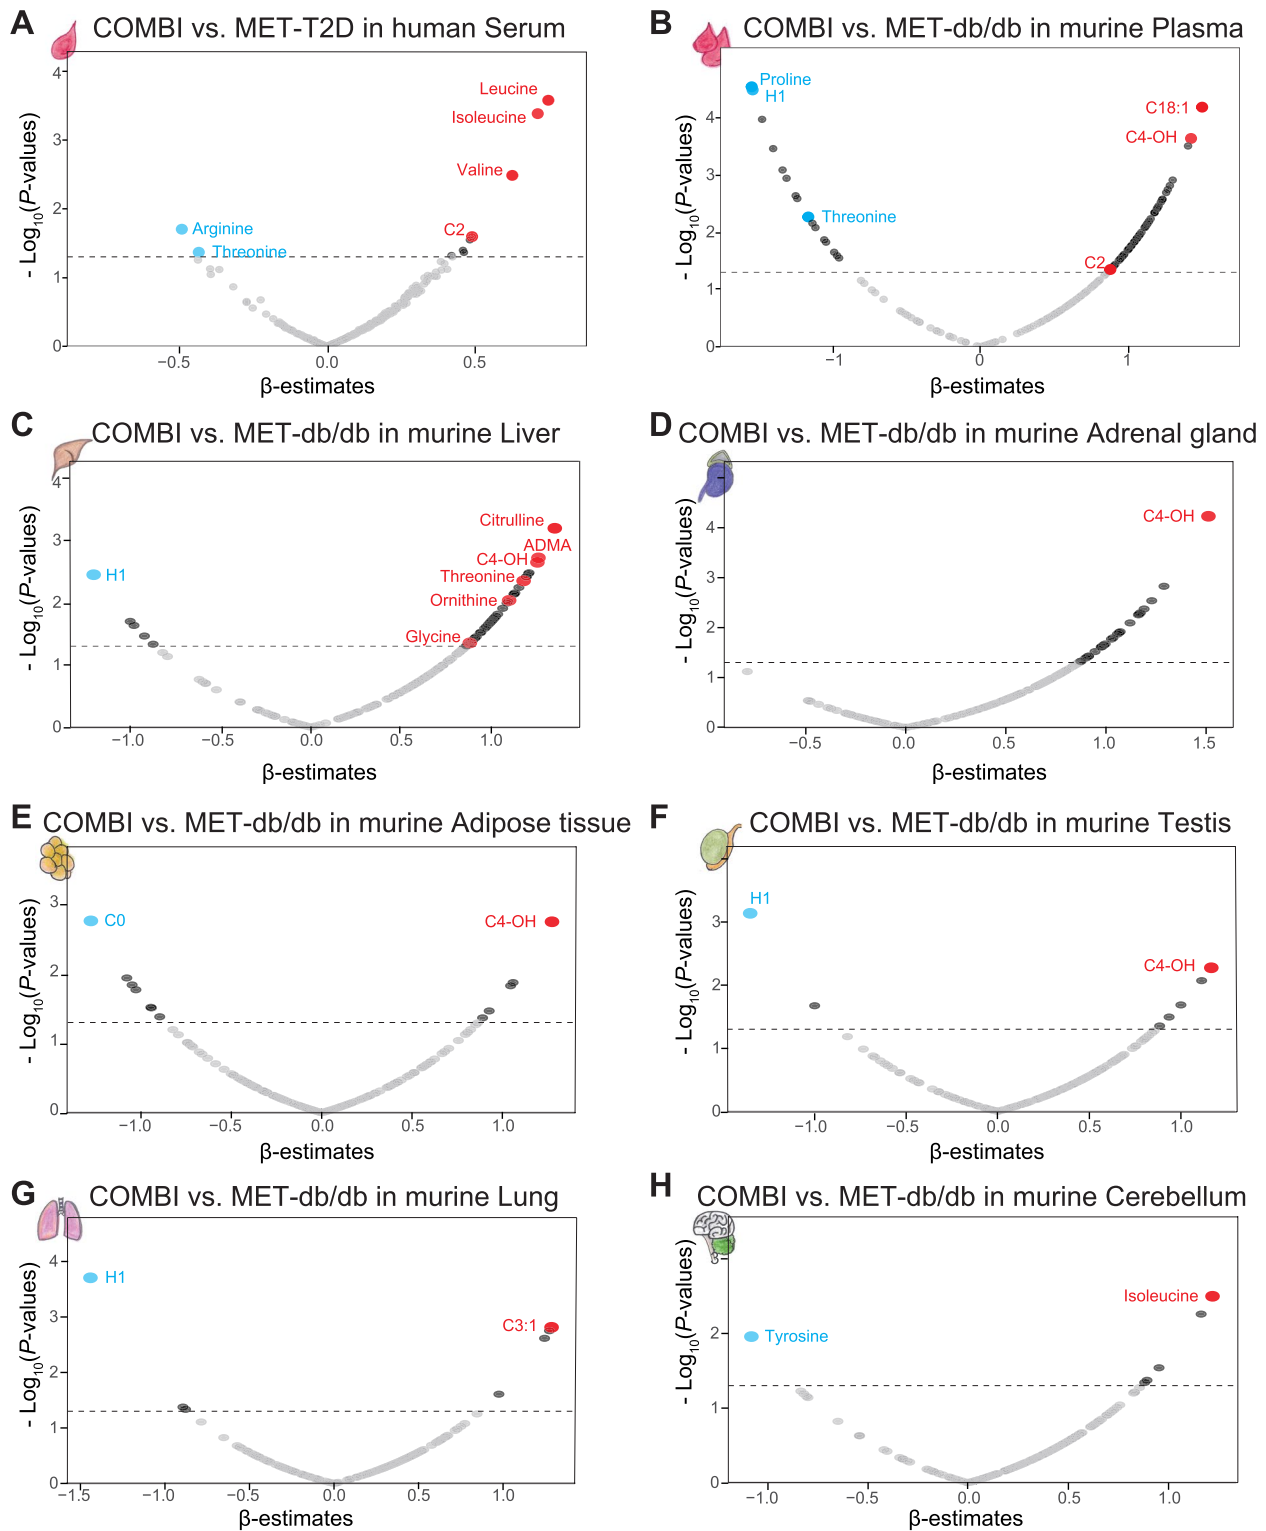 A
COMBI vs. MET-T2D in human Serum
- Log10(P-values)
4
3
2
1
0
Leucine
Isoleucine
Valine
C2
Arginine
Threonine
−0.5
0.0
0.5
β-estimates
B
COMBI vs. MET-db/db in murine Plasma
- Log10(P-values)
4
3
2
1
0
Proline
H1
C18:1
C4-OH
Threonine
C2
−1
0
1
β-estimates
C
COMBI vs. MET-db/db in murine Liver
- Log10(P-values)
4
3
2
1
0
Citrulline
ADMA
C4-OH
H1
Threonine
Ornithine
Glycine
−1.0
−0.5
0.0
0.5
1.0
β-estimates
D
COMBI vs. MET-db/db in murine Adrenal gland
- Log10(P-values)
4
3
2
1
0
C4-OH
−0.5
0.0
0.5
1.0
1.5
β-estimates
E
COMBI vs. MET-db/db in murine Adipose tissue
- Log10(P-values)
3
2
1
0
C0
C4-OH
−1.0
−0.5
0.0
0.5
1.0
β-estimates
F
COMBI vs. MET-db/db in murine Testis
- Log10(P-values)
3
2
1
0
H1
C4-OH
−1.0
−0.5
0.0
0.5
1.0
β-estimates
G
COMBI vs. MET-db/db in murine Lung
- Log10(P-values)
4
3
2
1
0
H1
C3:1
−1.5
−1.0
−0.5
0.0
0.5
1.0
β-estimates
H
COMBI vs. MET-db/db in murine Cerebellum
- Log10(P-values)
3
2
1
0
Isoleucine
Tyrosine
−1.0
−0.5
0.0
0.5
1.0
β-estimates